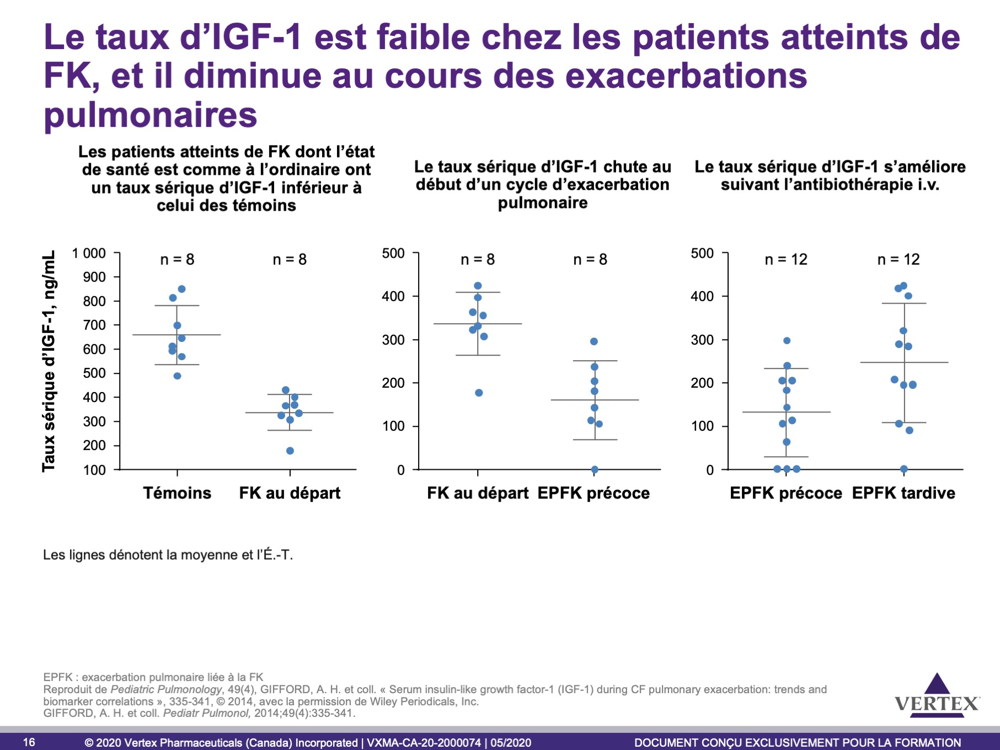 Le taux d’IGF-1 est faible chez les patients atteints de
FK, et il diminue au cours des exacerbations
pulmonaires
Les patients atteints de FK dont l’état
de santé est comme à l’ordinaire ont
un taux sérique d’IGF-1 inférieur à
celui des témoins
Taux sérique d’IGF-1, ng/mL
1 000
900
800
700
600
500
400
300
200
100
n = 8
n = 8
Témoins
FK au départ
Le taux sérique d’IGF-1 chute au
début d’un cycle d’exacerbation
pulmonaire
500
400
300
200
100
0
n = 8
n = 8
FK au départ
EPFK précoce
Le taux sérique d’IGF-1 s’améliore
suivant l’antibiothérapie i.v.
500
400
300
200
100
0
n = 12
n = 12
EPFK précoce
EPFK tardive
Les lignes dénotent la moyenne et l’É.-T.
EPFK : exacerbation pulmonaire liée à la FK
Reproduit de Pediatric Pulmonology, 49(4), GIFFORD, A. H. et coll. « Serum insulin-like growth factor-1 (IGF-1) during CF pulmonary exacerbation: trends and
biomarker correlations », 335-341, © 2014, avec la permission de Wiley Periodicals, Inc.
GIFFORD, A. H. et coll. Pediatr Pulmonol, 2014;49(4):335-341.
VERTEX
16
© 2020 Vertex Pharmaceuticals (Canada) Incorporated | VXMA-CA-20-2000074 | 05/2020
DOCUMENT CONÇU EXCLUSIVEMENT POUR LA FORMATION